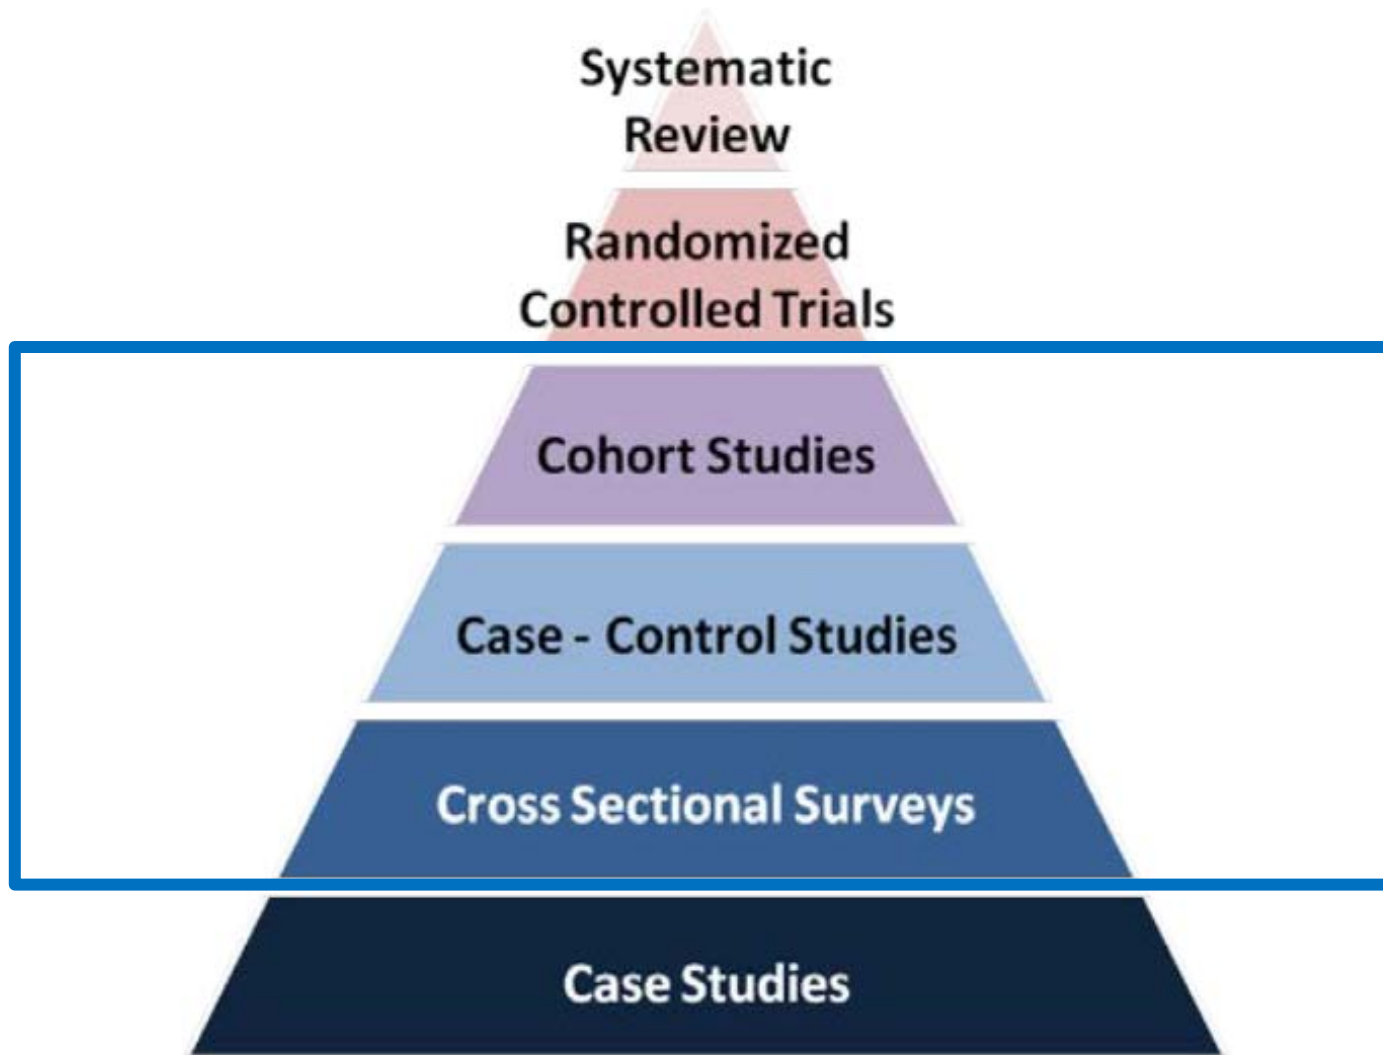 Systematic
Review
Randomized
Controlled Trials
Cohort Studies
Case - Control Studies
Cross Sectional Surveys
Case Studies